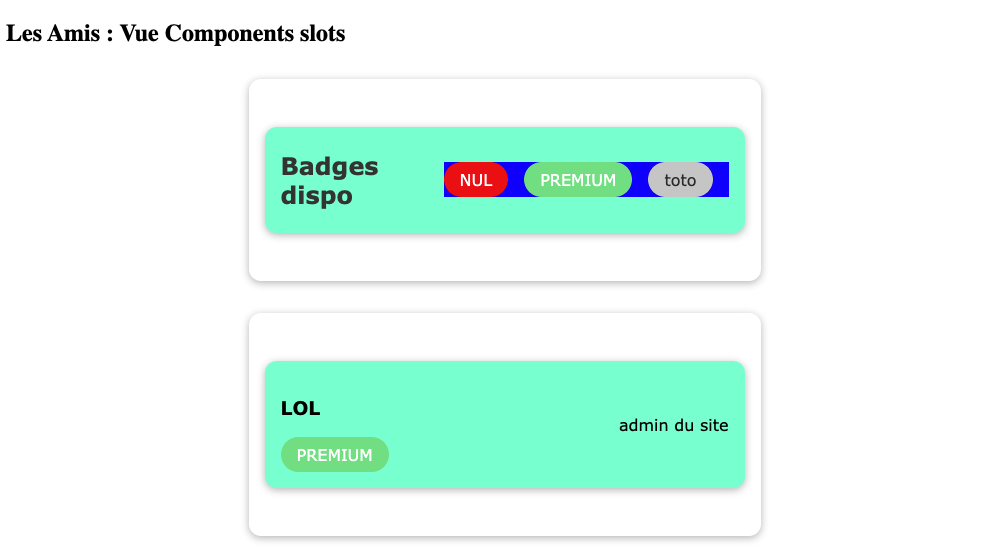 Les Amis : Vue Components slots
Badges
dispo
NUL PREMIUM toto
LOL
admin du site
PREMIUM